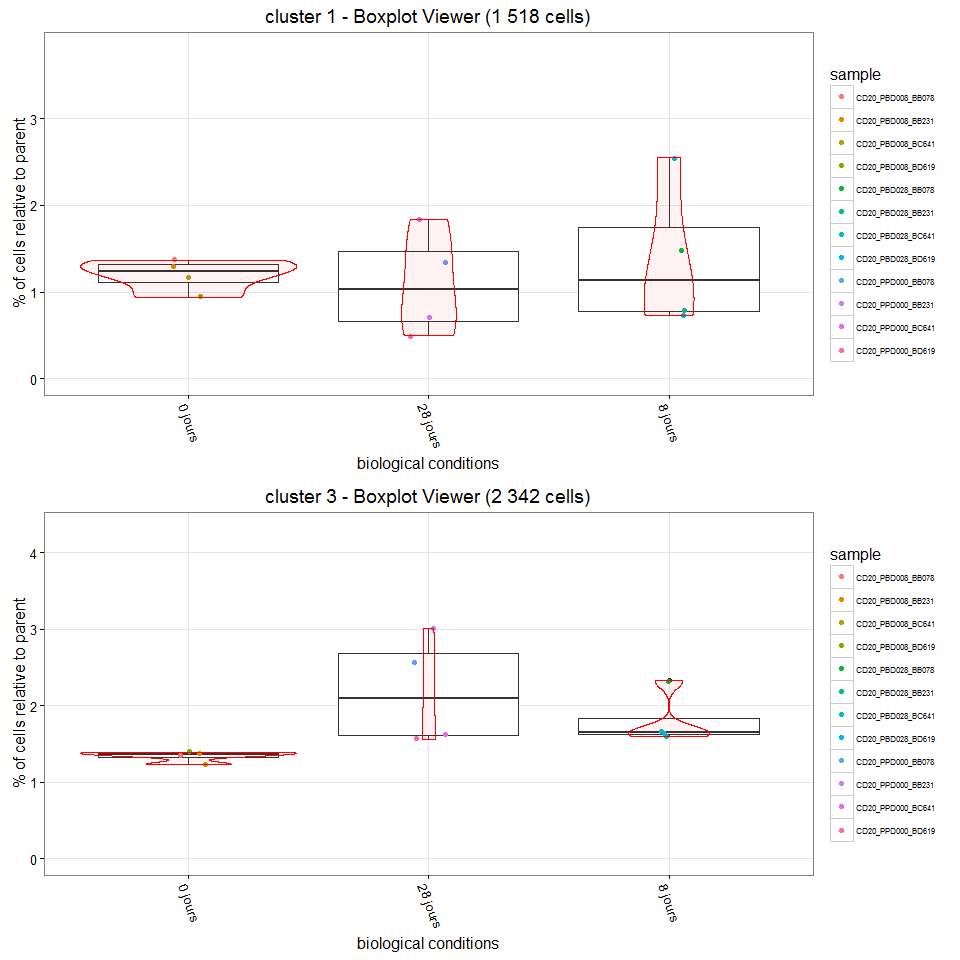 cluster 1 - Boxplot Viewer (1 518 cells)
% of cells relative to parent
3
2
1
0
0 jours
28 jours
8 jours
biological conditions
sample
CD20_PBD008_BB078
CD20_PBD008_BB231
CD20_PBD008_BC641
CD20_PBD008_BD619
CD20_PBD028_BB078
CD20_PBD028_BB231
CD20_PBD028_BC641
CD20_PBD028_BD619
CD20_PPD000_BB078
CD20_PPD000_BB231
CD20_PPD000_BC641
CD20_PPD000_BD619
cluster 3 - Boxplot Viewer (2 342 cells)
% of cells relative to parent
4
3
2
1
0
0 jours
28 jours
8 jours
biological conditions
sample
CD20_PBD008_BB078
CD20_PBD008_BB231
CD20_PBD008_BC641
CD20_PBD008_BD619
CD20_PBD028_BB078
CD20_PBD028_BB231
CD20_PBD028_BC641
CD20_PBD028_BD619
CD20_PPD000_BB078
CD20_PPD000_BB231
CD20_PPD000_BC641
CD20_PPD000_BD619